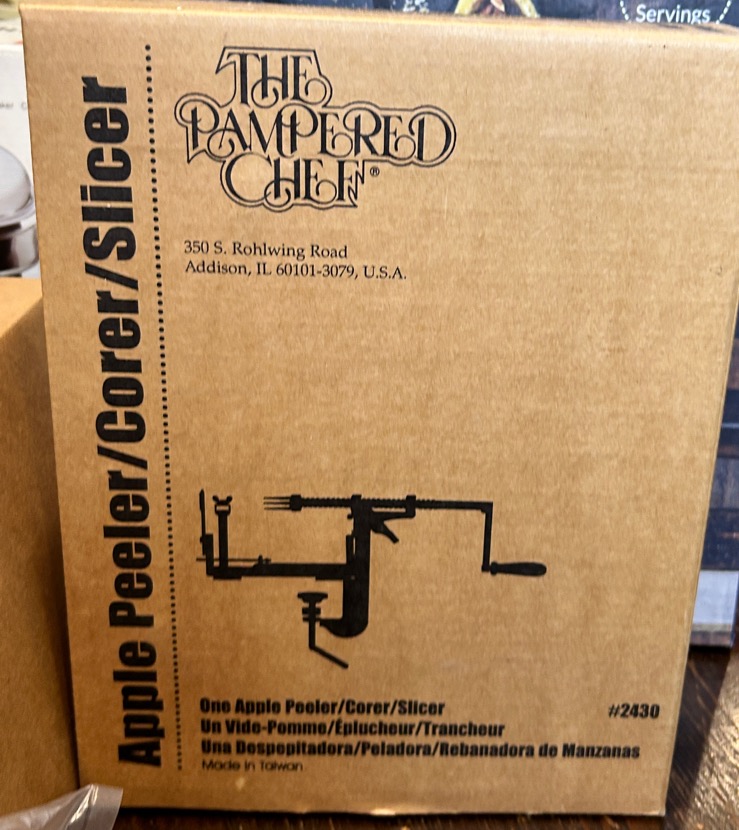 Servings
Apple Peeler/Corer/Slicer
THE
PAMPERED
CHEF®
350 S. Rohlwing Road
Addison, IL 60101-3079, U.S.A.
One Apple Peeler/Corer/Slicer #2430
Un Vide-Pomme/Éplucheur/Trancheur
Una Despepitadora/Peladora/Rebanadora de Manzanas
Made in Taiwan